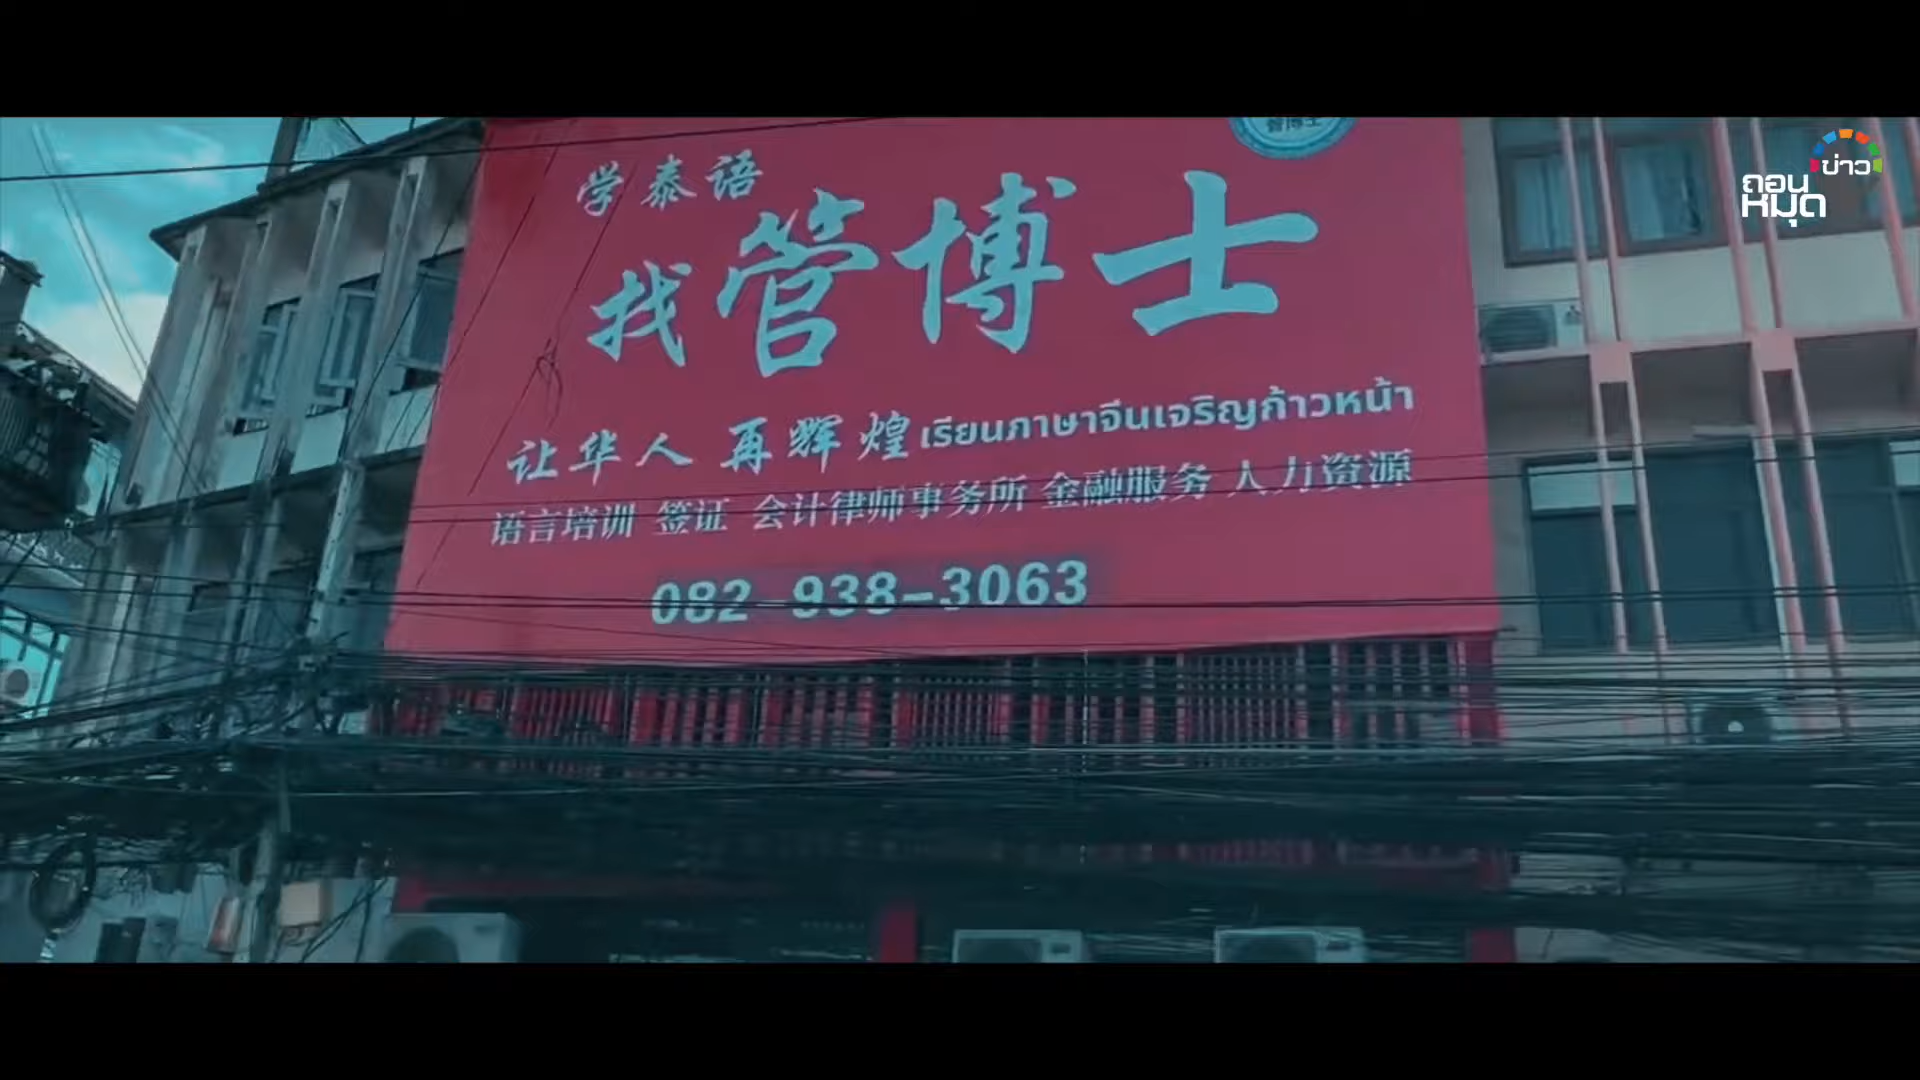 管博士
ข่าว
ถอน
หมุด
学泰语
找管博士
让华人 再辉煌 เรียนภาษาจีนเจริญก้าวหน้า
语言培训 签证 会计律师事务所 金融服务 人力资源
082-938-3063